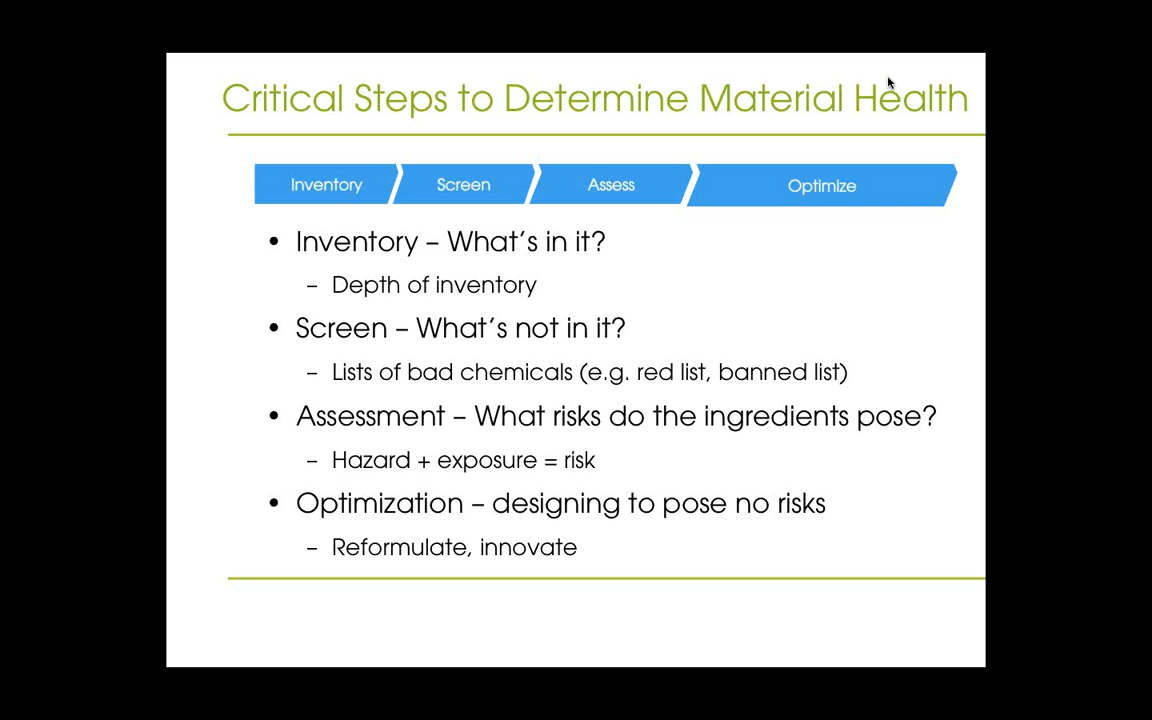 Critical Steps to Determine Material Health
Inventory Screen Assess Optimize
• Inventory – What's in it?
– Depth of inventory
• Screen – What's not in it?
– Lists of bad chemicals (e.g. red list, banned list)
• Assessment – What risks do the ingredients pose?
– Hazard + exposure = risk
• Optimization – designing to pose no risks
– Reformulate, innovate